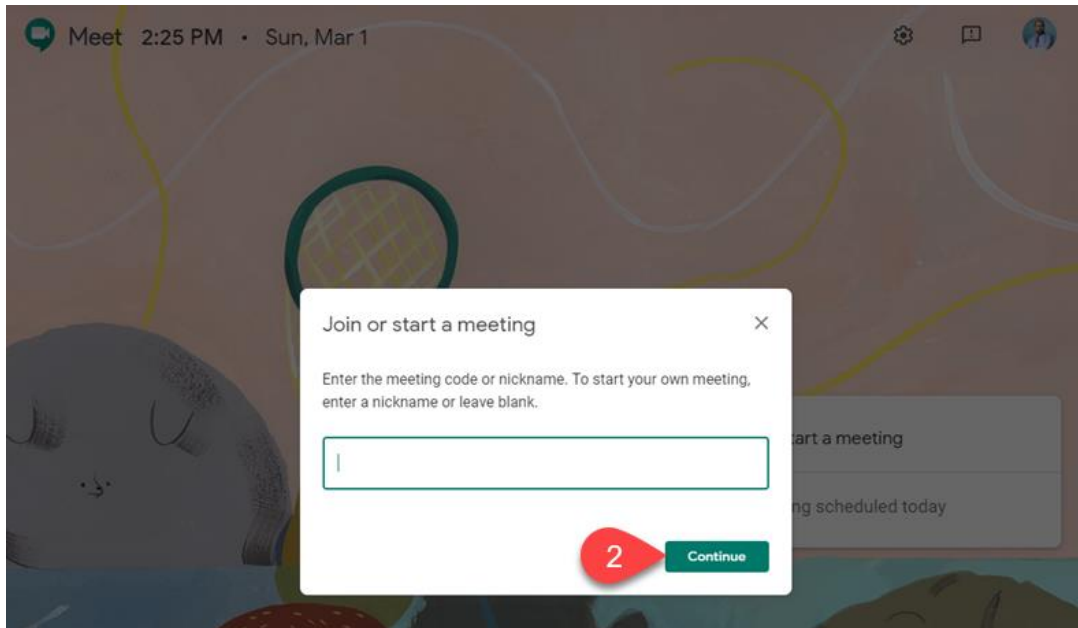 Meet 2:25 PM • Sun, Mar 1
Join or start a meeting
Enter the meeting code or nickname. To start your own meeting,
enter a nickname or leave blank.
art a meeting
ng scheduled today
2 Continue